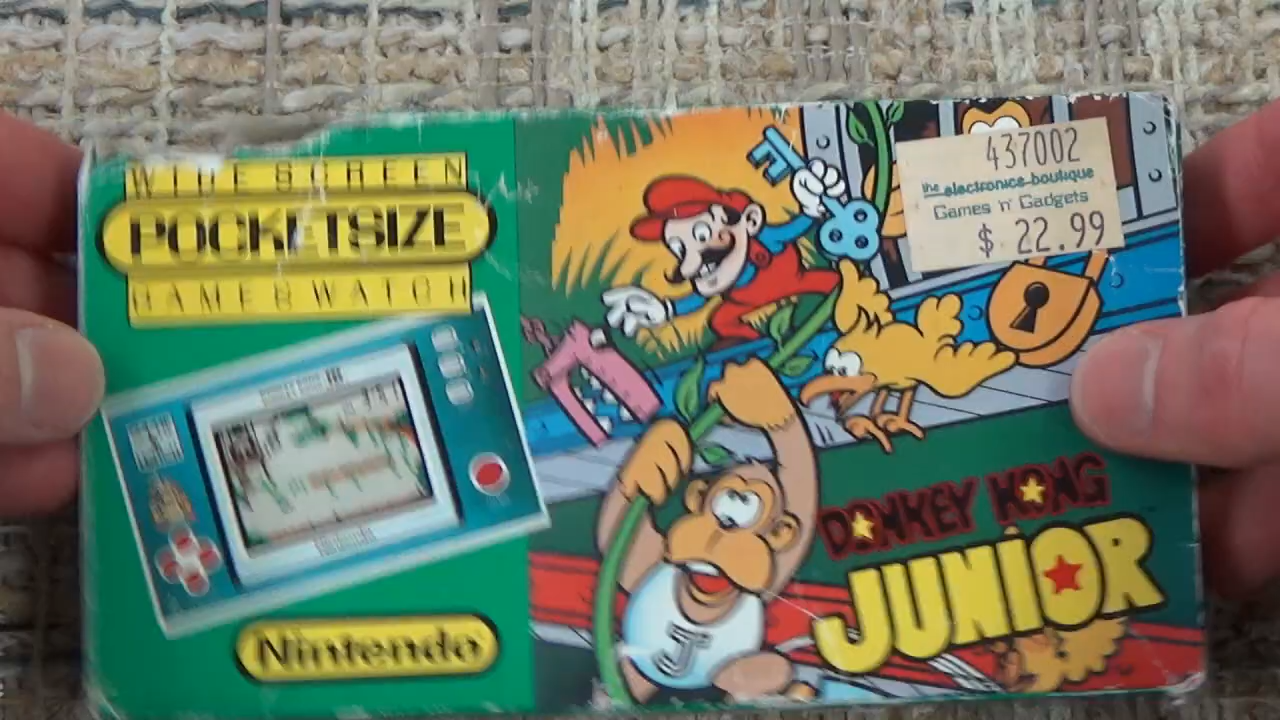 WIDE SCREEN
POCKETSIZE
GAME & WATCH
Nintendo
437002
the electronics boutique
Games 'n' Gadgets
$ 22.99
DONKEY KONG
JUNIOR
J